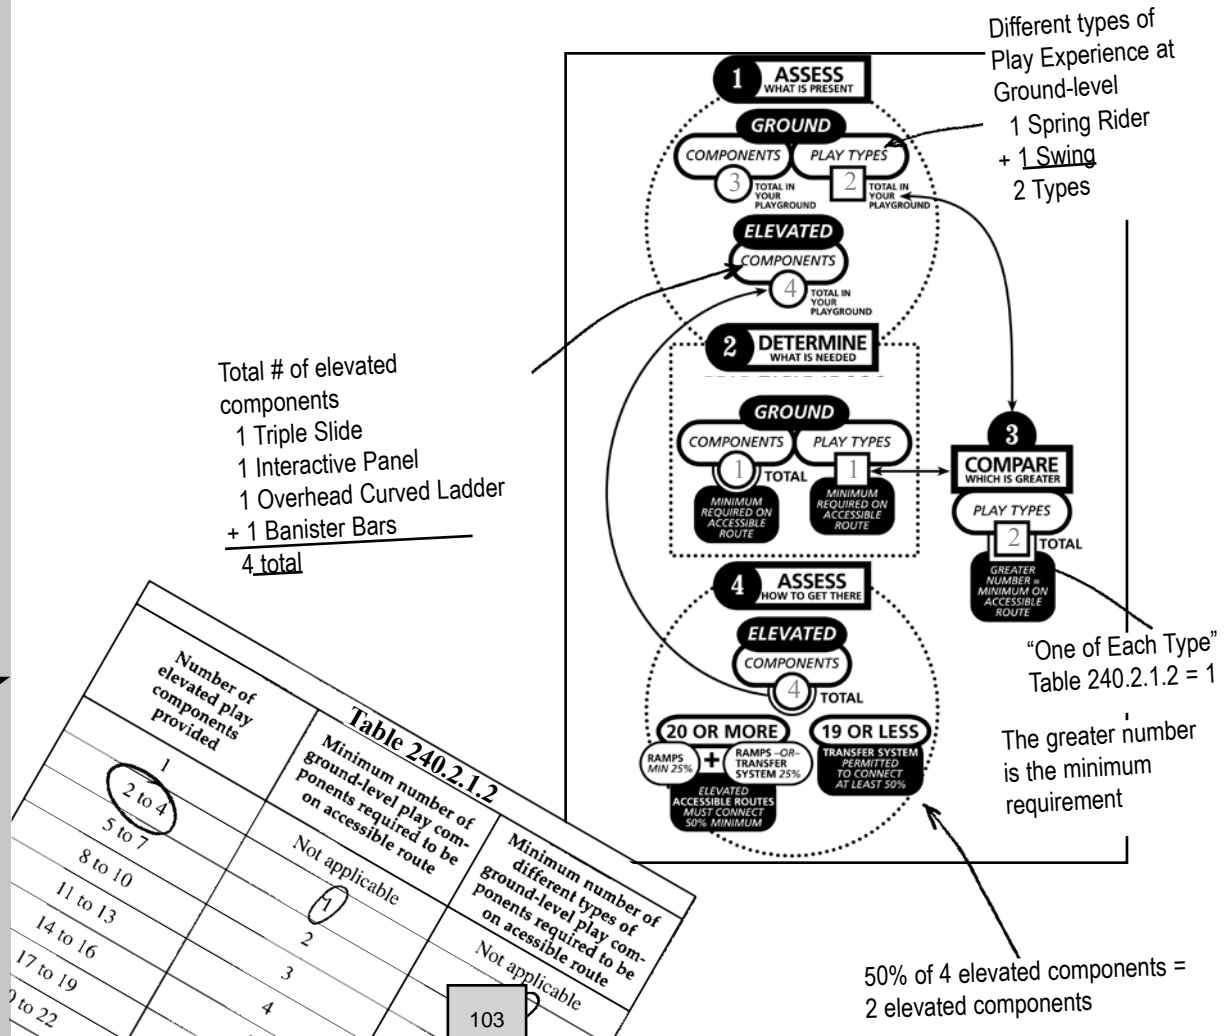 Different types of
Play Experience at
Ground-level
1 Spring Rider
+ 1 Swing
2 Types
1 ASSESS
WHAT IS PRESENT
GROUND
COMPONENTS
PLAY TYPES
3
TOTAL IN
YOUR
PLAYGROUND
2
TOTAL IN
YOUR
PLAYGROUND
ELEVATED
COMPONENTS
4
TOTAL IN
YOUR
PLAYGROUND
Total # of elevated
components
1 Triple Slide
1 Interactive Panel
1 Overhead Curved Ladder
+ 1 Banister Bars
4 total
2 DETERMINE
WHAT IS NEEDED
GROUND
COMPONENTS
PLAY TYPES
1 TOTAL
1
MINIMUM
REQUIRED ON
ACCESSIBLE
ROUTE
MINIMUM
REQUIRED ON
ACCESSIBLE
ROUTE
3
COMPARE
WHICH IS GREATER
PLAY TYPES
2 TOTAL
GREATER
NUMBER =
MINIMUM ON
ACCESSIBLE
ROUTE
"One of Each Type"
Table 240.2.1.2 = 1
The greater number
is the minimum
requirement
4 ASSESS
HOW TO GET THERE
ELEVATED
COMPONENTS
4 TOTAL
20 OR MORE
RAMPS
MIN 25%
+
RAMPS –OR–
TRANSFER
SYSTEM 25%
ELEVATED
ACCESSIBLE ROUTES
MUST CONNECT
50% MINIMUM
19 OR LESS
TRANSFER SYSTEM
PERMITTED
TO CONNECT
AT LEAST 50%
50% of 4 elevated components =
2 elevated components
Table 240.2.1.2
Number of
elevated play
components
provided
Minimum number of
ground-level play com-
ponents required to be
on accessible route
Minimum number of
different types of
ground-level play com-
ponents required to be
on acessible route
1
Not applicable
Not applicable
2 to 4
1
5 to 7
2
8 to 10
3
11 to 13
4
14 to 16
17 to 19
to 22
103